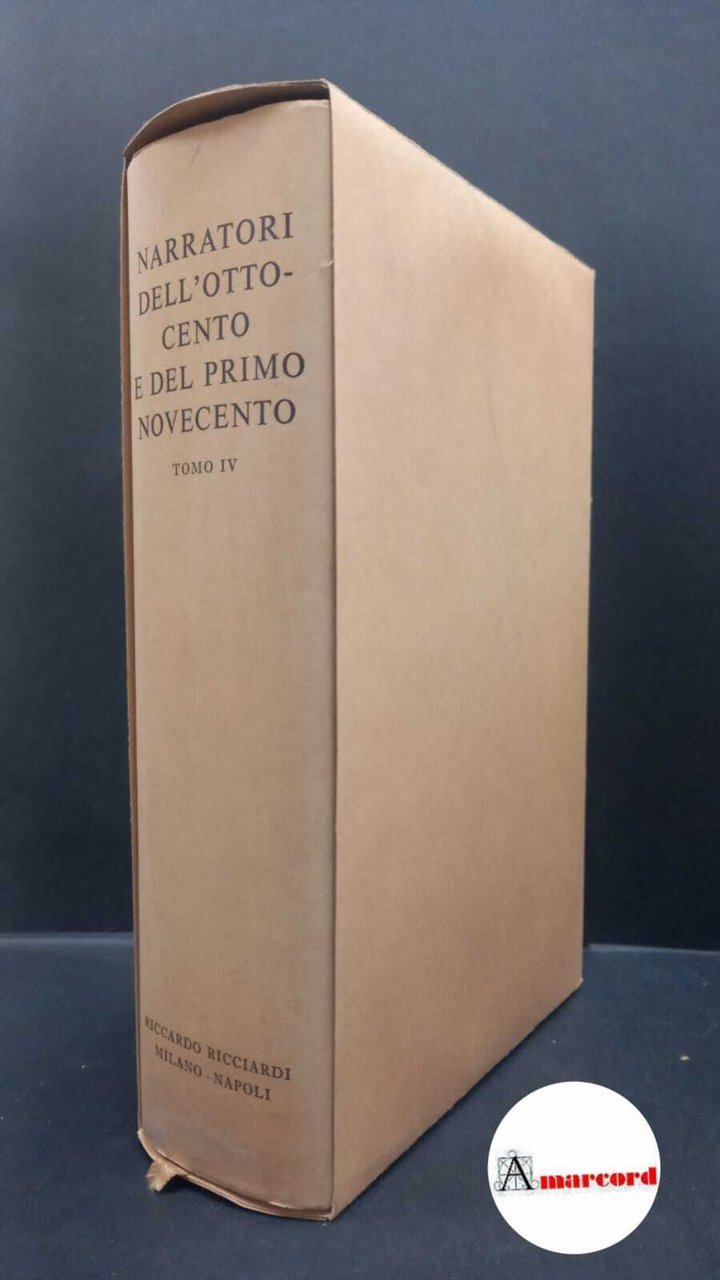 NARRATORI
DELL'OTTO-
CENTO
E DEL PRIMO
NOVECENTO
TOMO IV
RICCARDO RICCIARDI
MILANO · NAPOLI
Amarcord